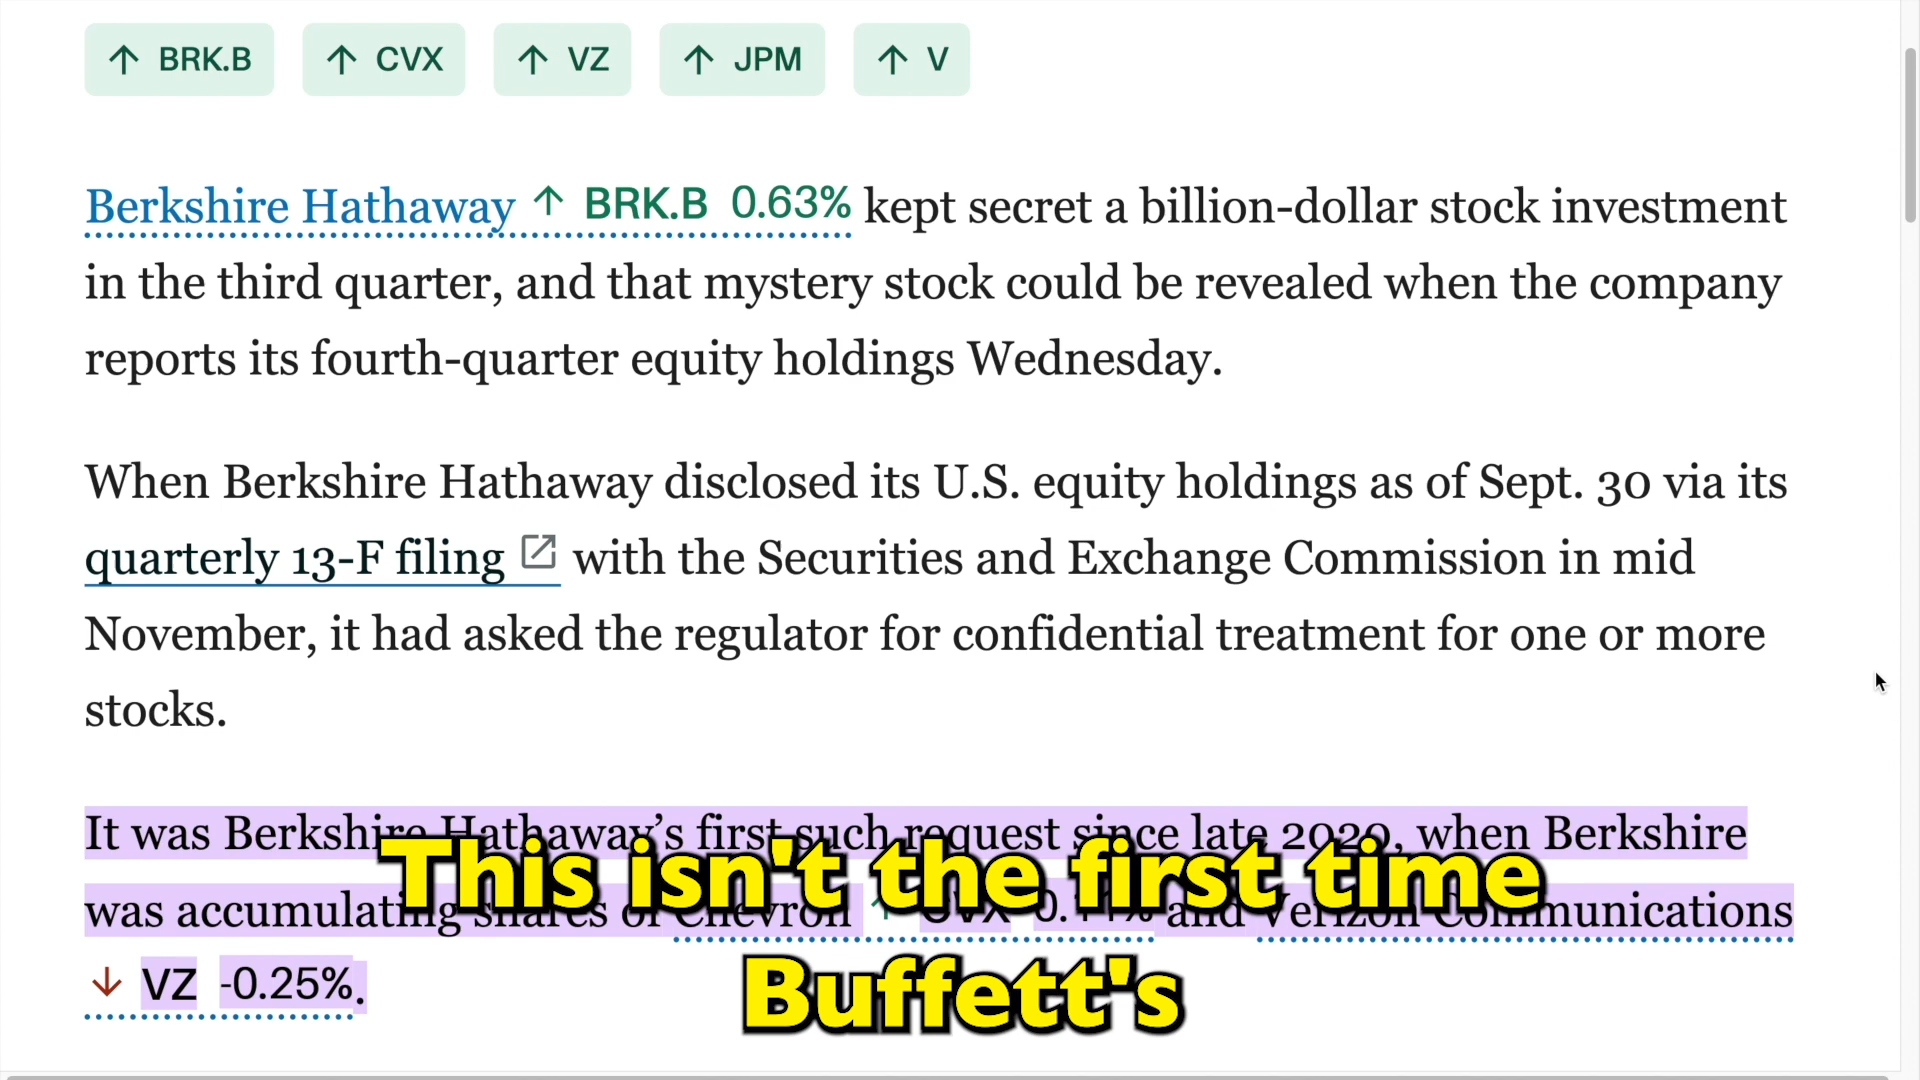 ↑ BRK.B ↑ CVX ↑ VZ ↑ JPM ↑ V
Berkshire Hathaway ↑ BRK.B 0.63% kept secret a billion-dollar stock investment
in the third quarter, and that mystery stock could be revealed when the company
reports its fourth-quarter equity holdings Wednesday.
When Berkshire Hathaway disclosed its U.S. equity holdings as of Sept. 30 via its
quarterly 13-F filing with the Securities and Exchange Commission in mid
November, it had asked the regulator for confidential treatment for one or more
stocks.
It was Berkshire Hathaway’s first such request since late 2020, when Berkshire
was accumulating shares of Chevron ↑ CVX and Verizon Communications
↓ VZ -0.25%.
This isn't the first time
Buffett's